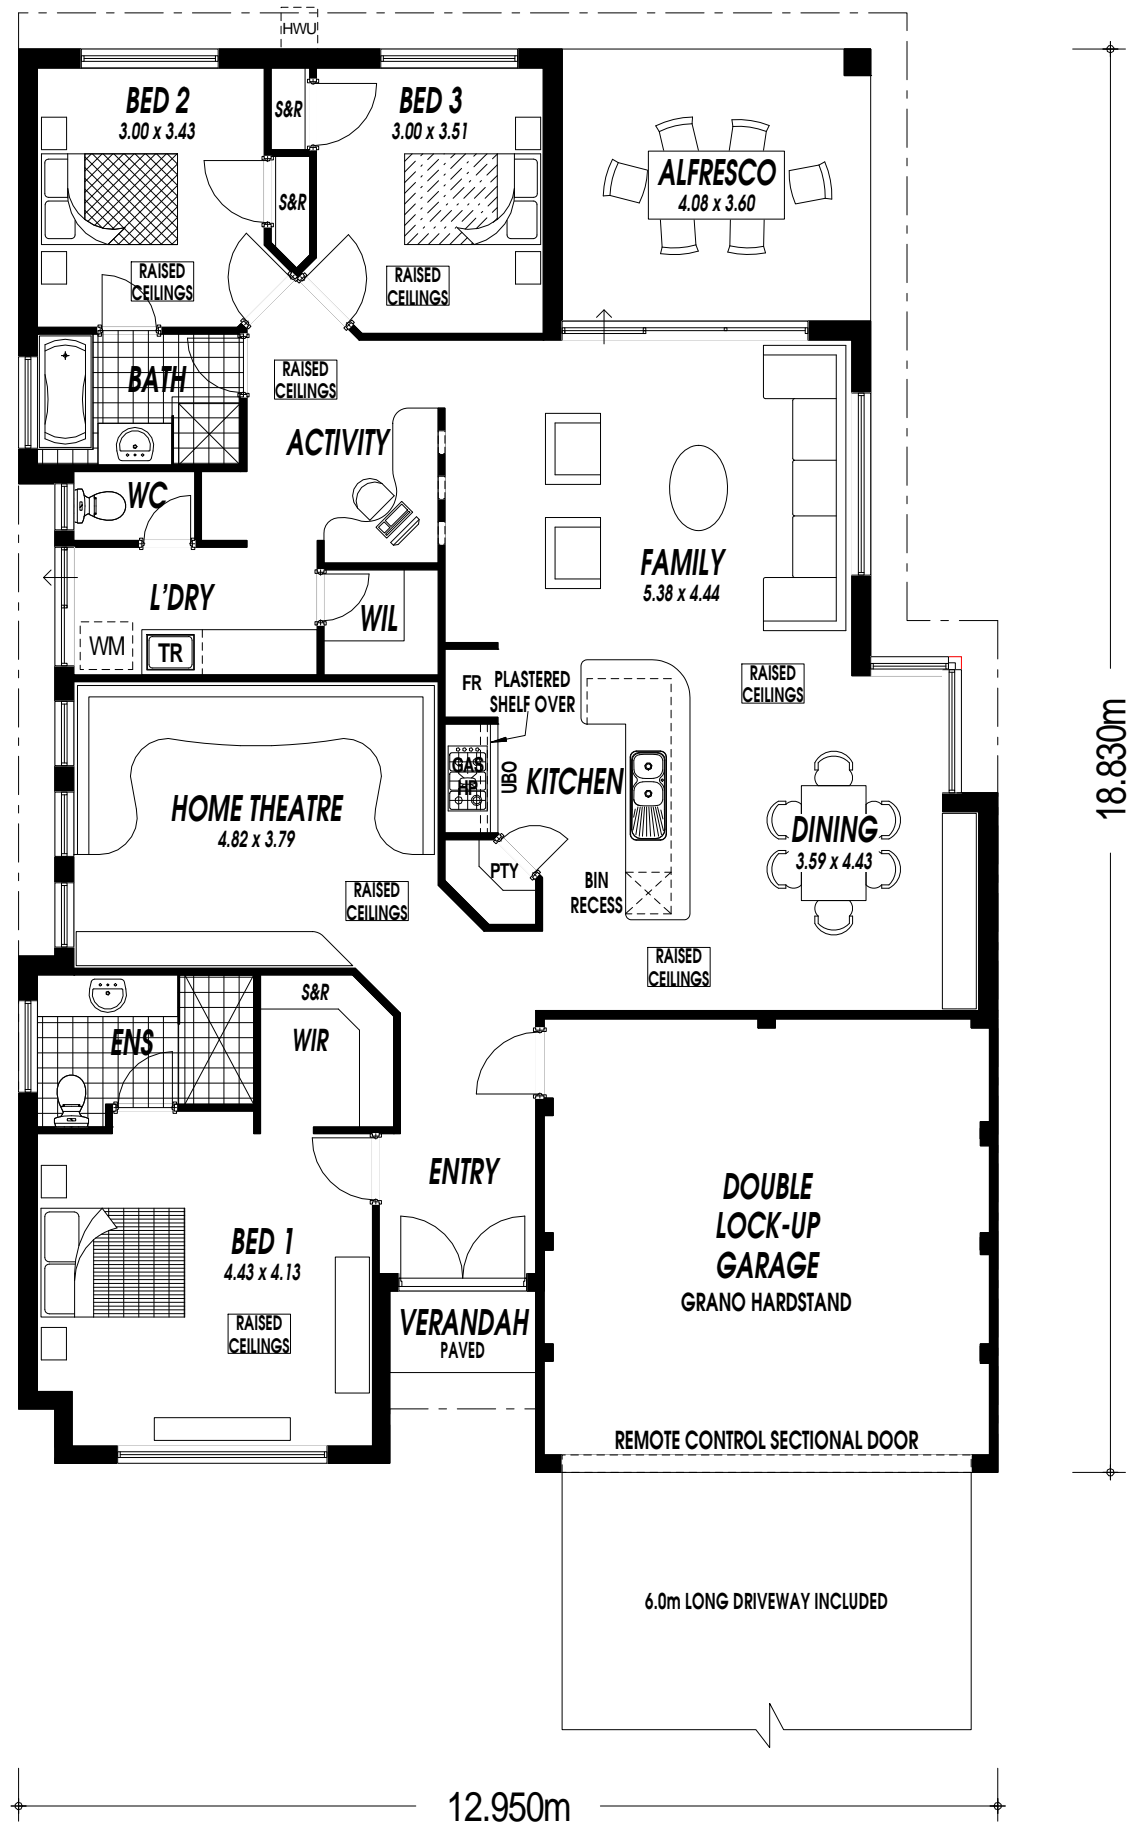 HWU
BED 2
3.00 x 3.43
S&R
BED 3
3.00 x 3.51
S&R
ALFRESCO
4.08 x 3.60
RAISED
CEILINGS
RAISED
CEILINGS
BATH
RAISED
CEILINGS
ACTIVITY
WC
FAMILY
5.38 x 4.44
L'DRY
WIL
WM
TR
FR
PLASTERED
SHELF OVER
RAISED
CEILINGS
GAS
HP
UBO
KITCHEN
HOME THEATRE
4.82 x 3.79
DINING
3.59 x 4.43
PTY
BIN
RECESS
RAISED
CEILINGS
RAISED
CEILINGS
18.830m
S&R
WIR
ENS
ENTRY
DOUBLE
LOCK-UP
GARAGE
GRANO HARDSTAND
BED 1
4.43 x 4.13
RAISED
CEILINGS
VERANDAH
PAVED
REMOTE CONTROL SECTIONAL DOOR
6.0m LONG DRIVEWAY INCLUDED
12.950m